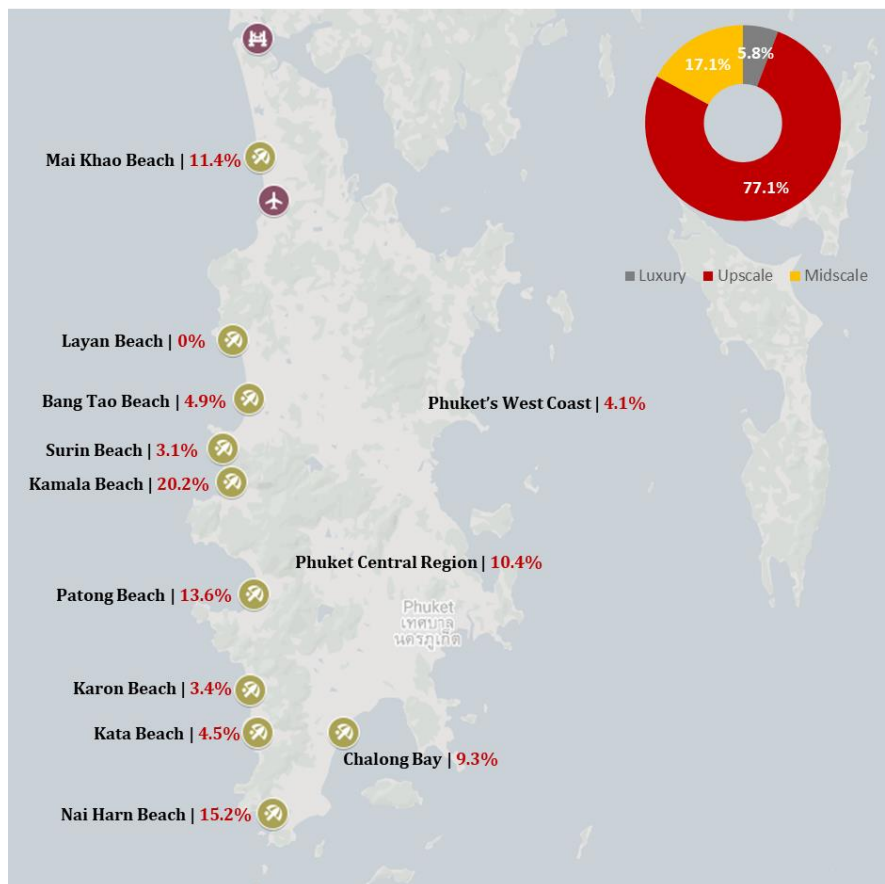 5.8%
17.1%
77.1%
Luxury Upscale Midscale
Mai Khao Beach | 11.4%
Layan Beach | 0%
Bang Tao Beach | 4.9%
Phuket's West Coast | 4.1%
Surin Beach | 3.1%
Kamala Beach | 20.2%
Phuket Central Region | 10.4%
Patong Beach | 13.6%
Phuket
เทศบาล
นครภูเก็ต
Karon Beach | 3.4%
Kata Beach | 4.5%
Chalong Bay | 9.3%
Nai Harn Beach | 15.2%